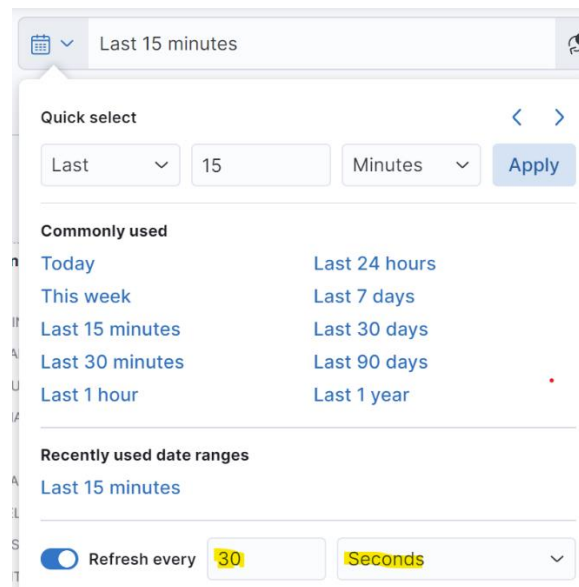 Last 15 minutes
Quick select
Last 15 Minutes Apply
Commonly used
Today Last 24 hours
This week Last 7 days
Last 15 minutes Last 30 days
Last 30 minutes Last 90 days
Last 1 hour Last 1 year
Recently used date ranges
Last 15 minutes
Refresh every 30 Seconds